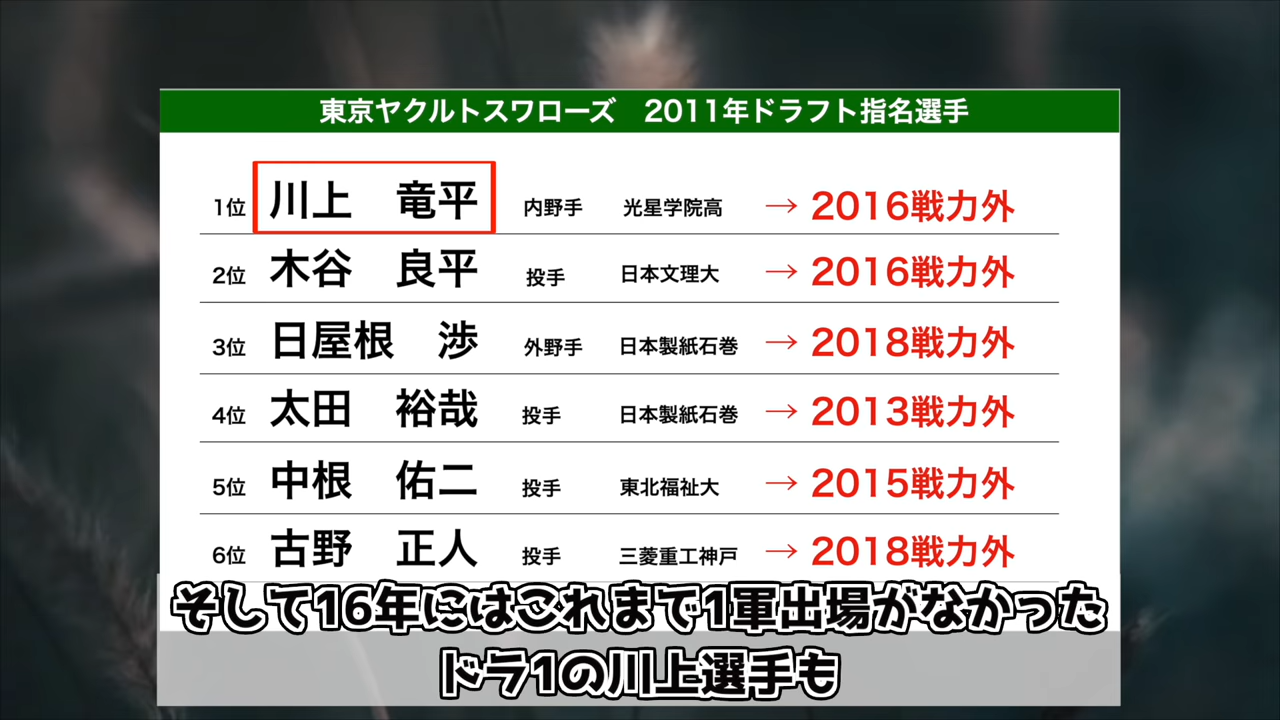 東京ヤクルトスワローズ　2011年ドラフト指名選手
1位 川上　竜平 内野手 光星学院高 → 2016戦力外
2位 木谷　良平 投手 日本文理大 → 2016戦力外
3位 日屋根　渉 外野手 日本製紙石巻 → 2018戦力外
4位 太田　裕哉 投手 日本製紙石巻 → 2013戦力外
5位 中根　佑二 投手 東北福祉大 → 2015戦力外
6位 古野　正人 投手 三菱重工神戸 → 2018戦力外
そして16年にはこれまで1軍出場がなかった
ドラ1の川上選手も